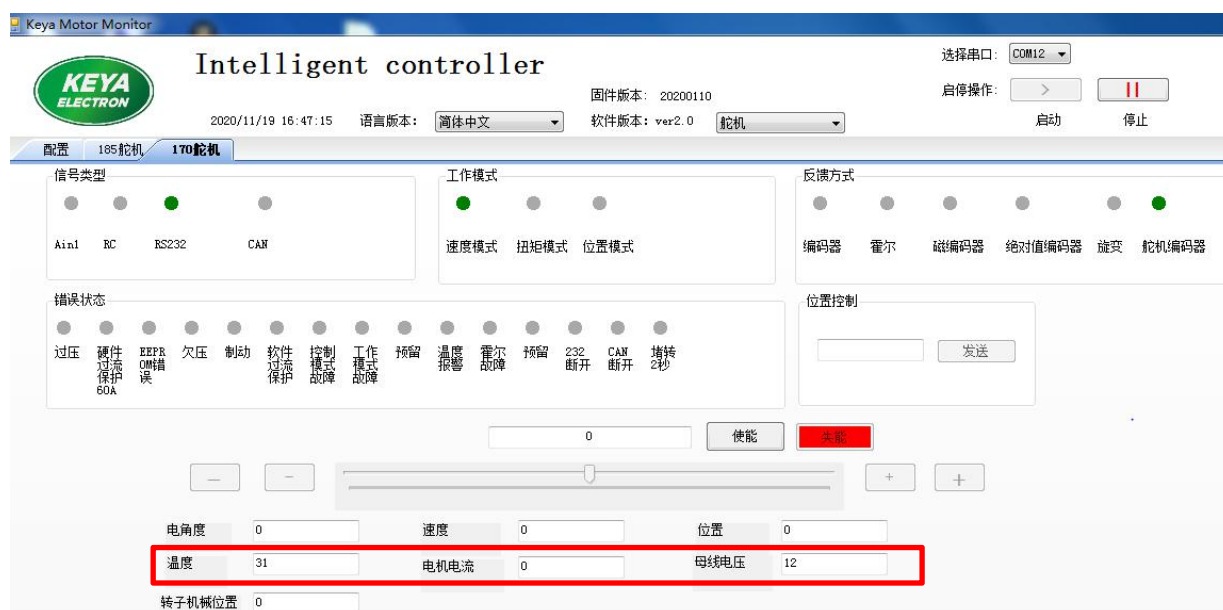 Keya Motor Monitor
KEYA
ELECTRON
Intelligent controller
选择串口: COM12
固件版本: 20200110
启停操作: >
2020/11/19 16:47:15 语言版本: 简体中文 软件版本: ver2.0 舵机
启动 停止
配置 185舵机 170舵机
信号类型 工作模式 反馈方式
Ain1 RC RS232 CAN 速度模式 扭矩模式 位置模式 编码器 霍尔 磁编码器 绝对值编码器 旋变 舵机编码器
错误状态 位置控制
过压 硬件过流保护60A EEPROM错误 欠压 制动 软件过流保护 控制模式故障 工作模式故障 预留 温度报警 霍尔故障 预留 232断开 CAN断开 堵转2秒
发送
0 使能 失能
— - + +
电角度 0 速度 0 位置 0
温度 31 电机电流 0 母线电压 12
转子机械位置 0